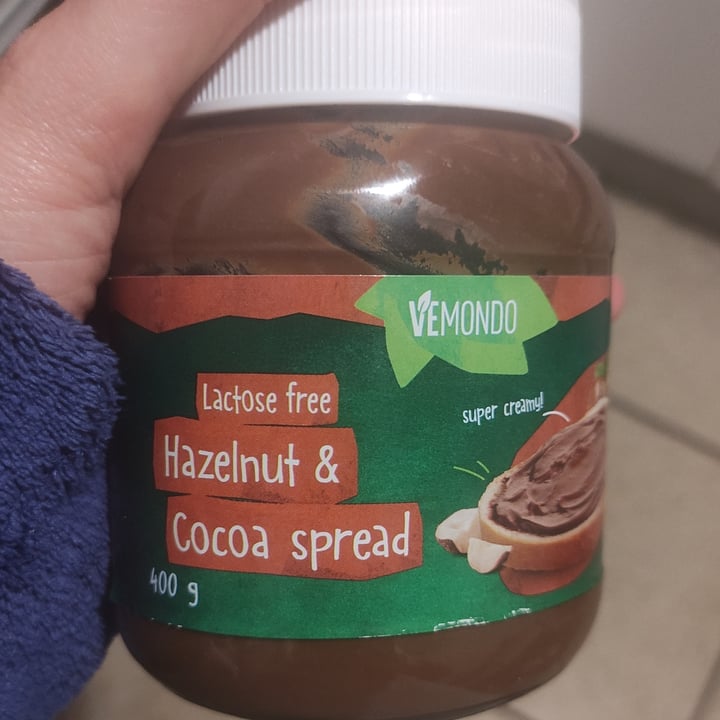 VEMONDO
Lactose free
super creamy!
Hazelnut &
Cocoa spread
400 g